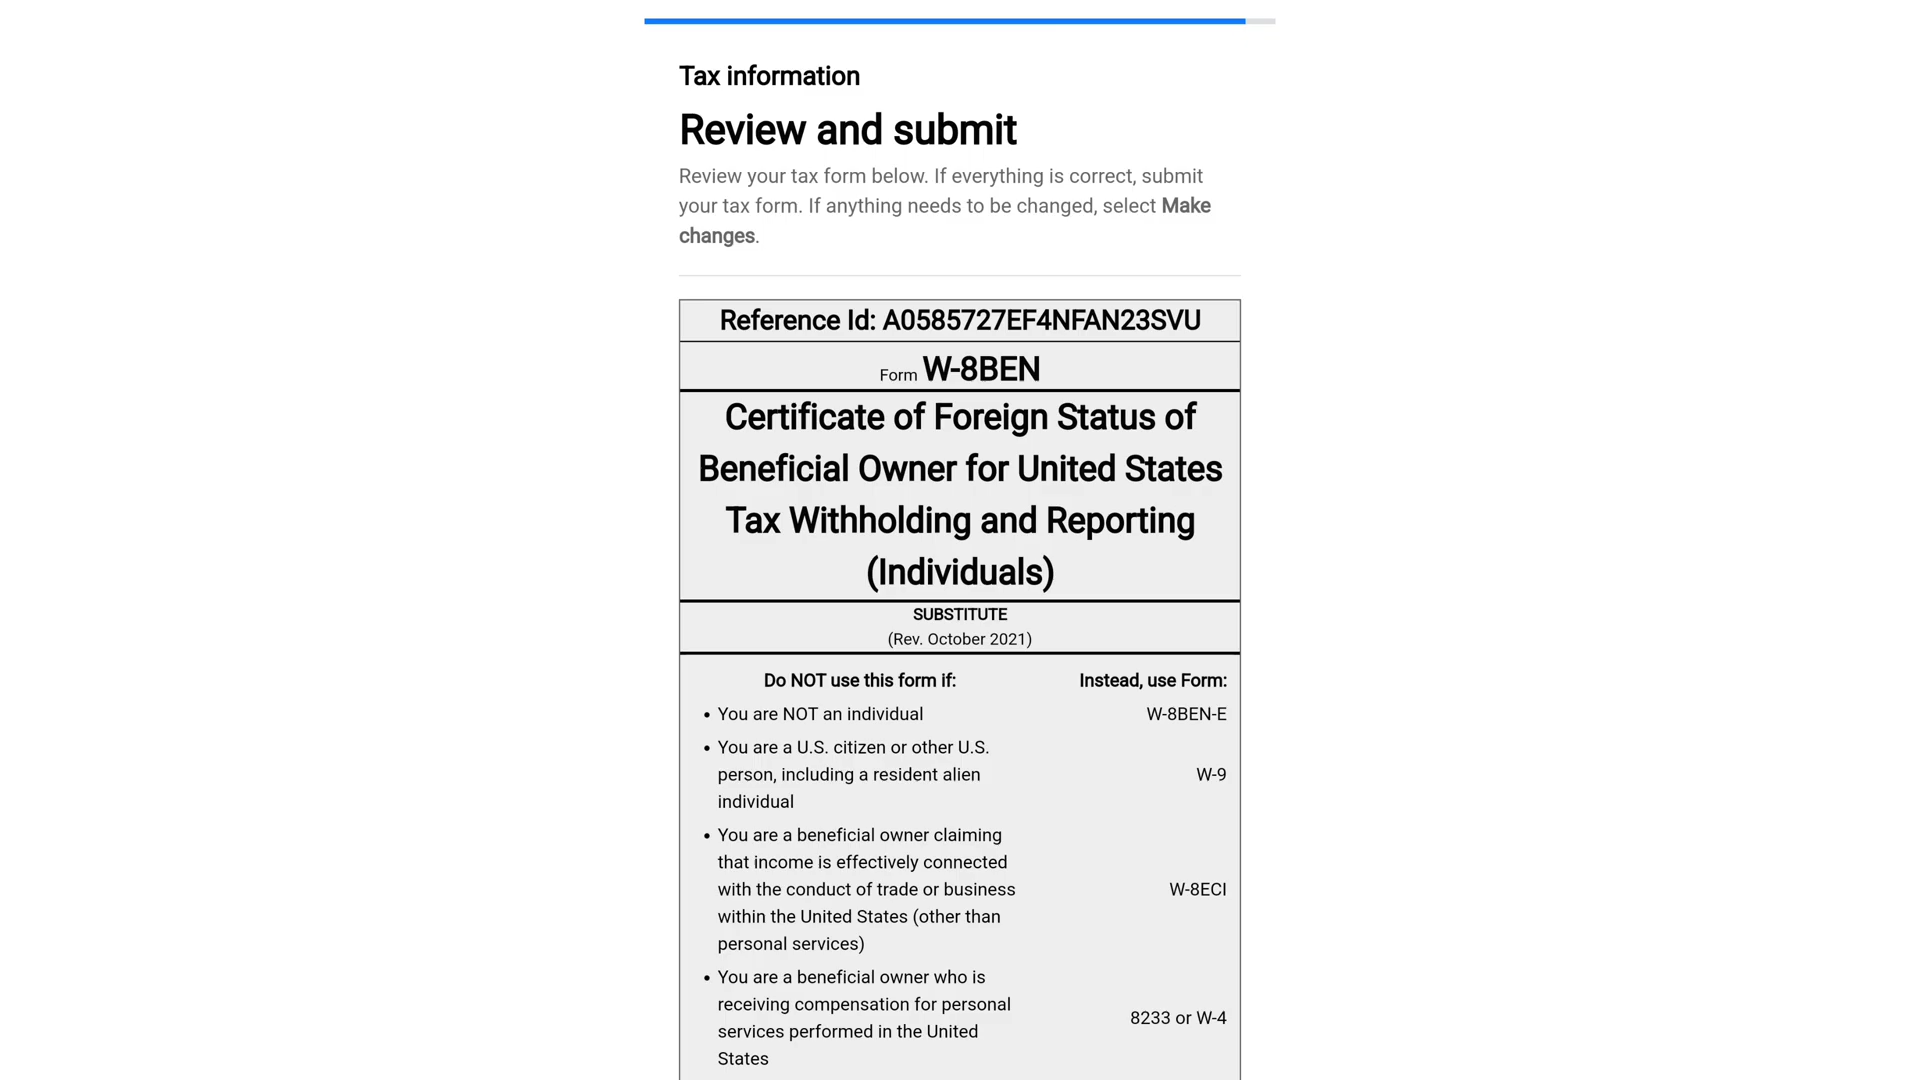 Tax information
Review and submit
Review your tax form below. If everything is correct, submit
your tax form. If anything needs to be changed, select Make
changes.
Reference Id: A0585727EF4NFAN23SVU
Form W-8BEN
Certificate of Foreign Status of
Beneficial Owner for United States
Tax Withholding and Reporting
(Individuals)
SUBSTITUTE
(Rev. October 2021)
Do NOT use this form if: Instead, use Form:
• You are NOT an individual W-8BEN-E
• You are a U.S. citizen or other U.S.
person, including a resident alien W-9
individual
• You are a beneficial owner claiming
that income is effectively connected
with the conduct of trade or business W-8ECI
within the United States (other than
personal services)
• You are a beneficial owner who is
receiving compensation for personal
services performed in the United 8233 or W-4
States